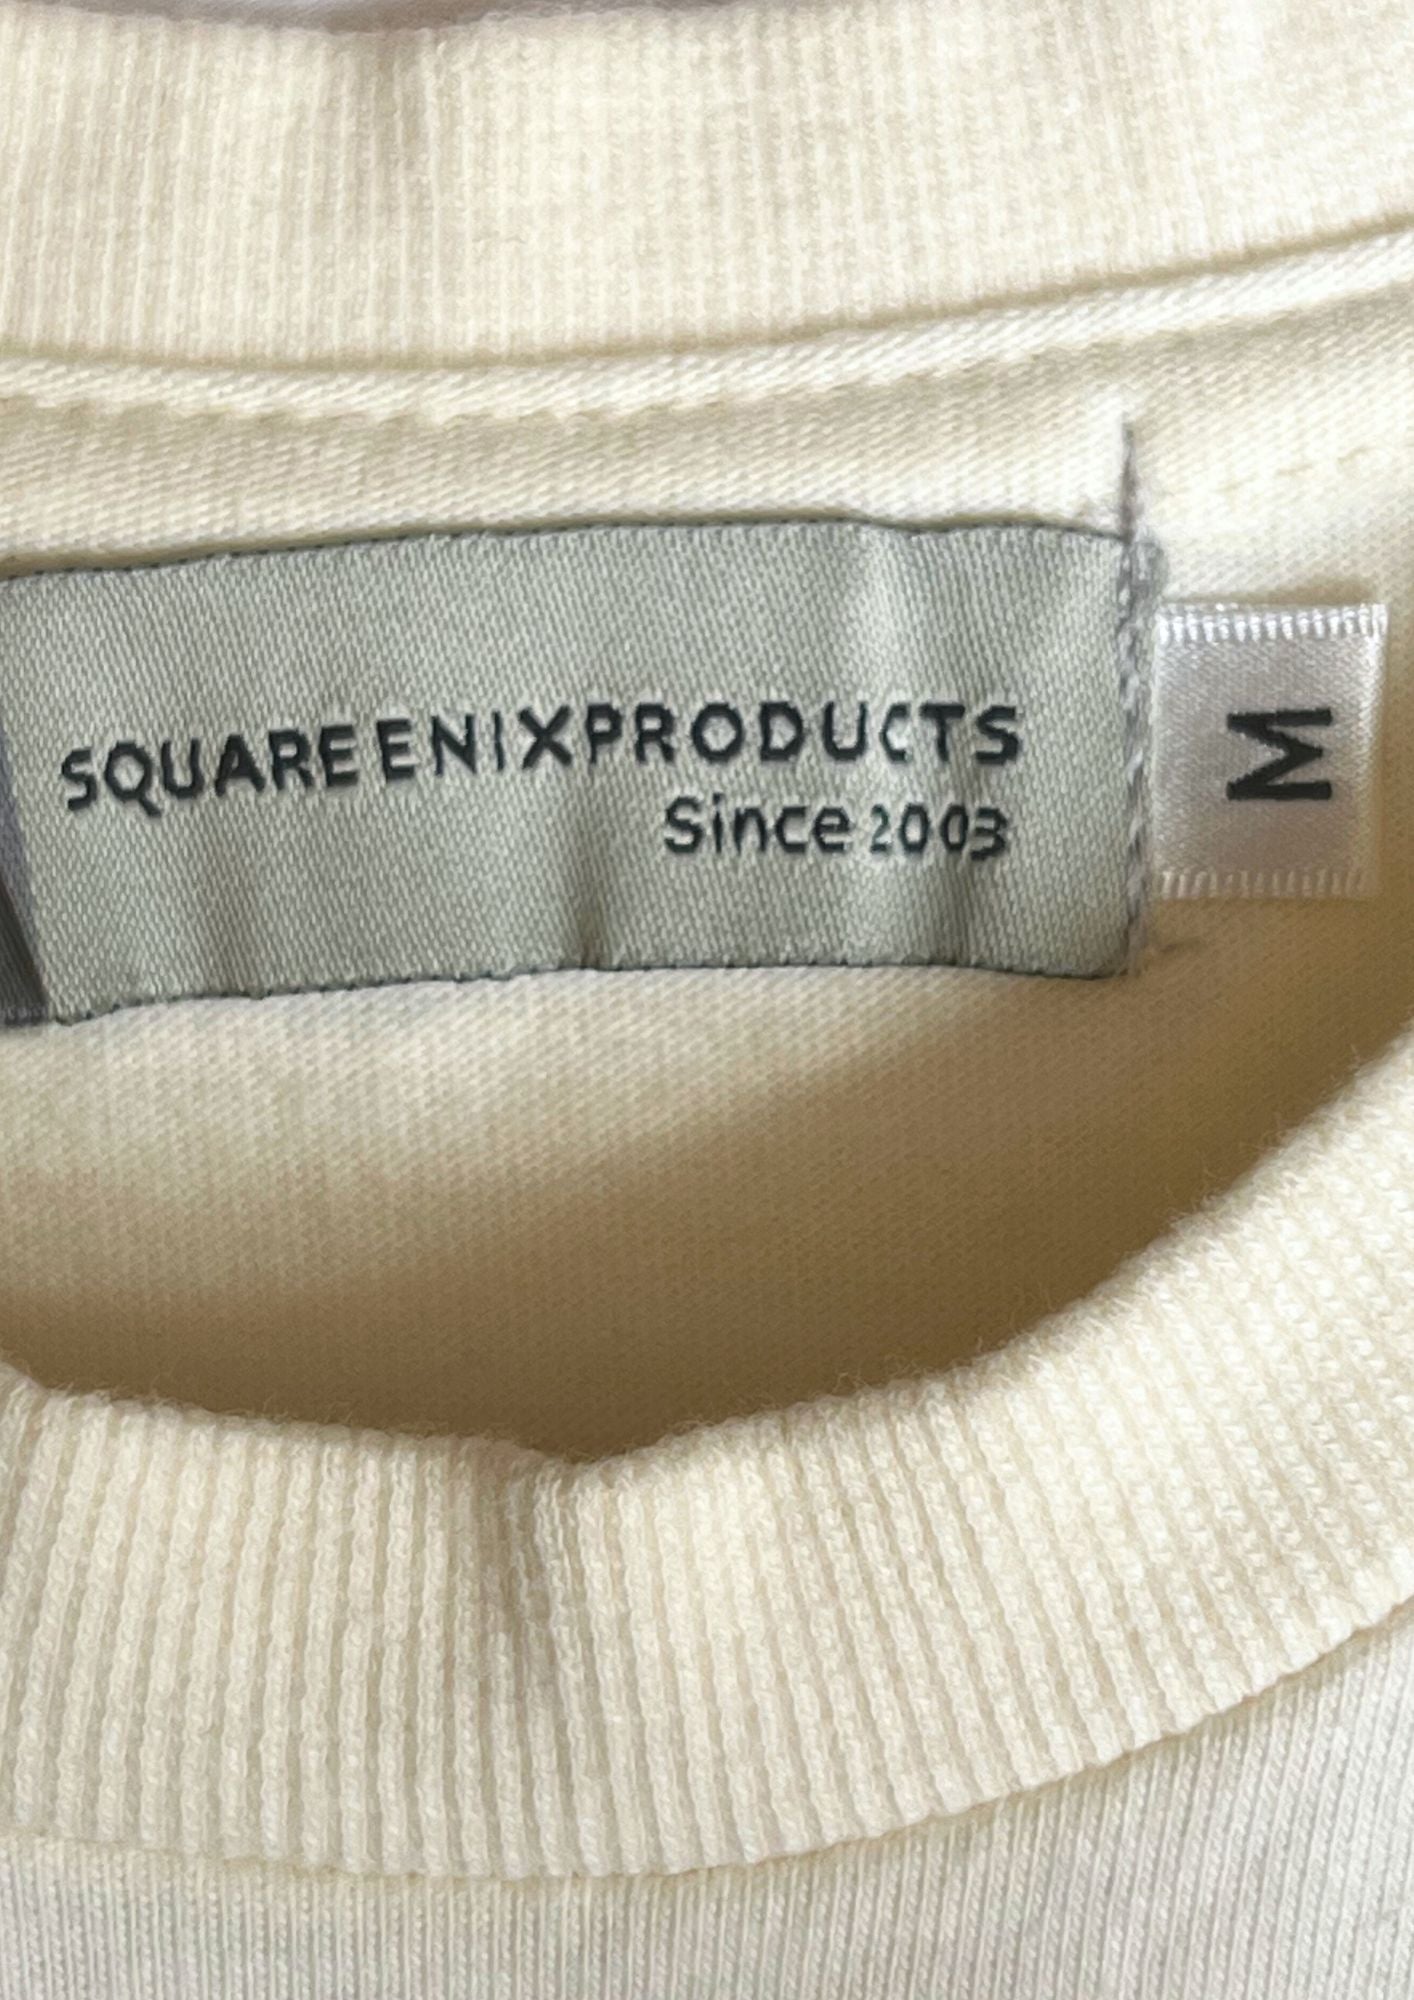 SQUARE ENIX PRODUCTS
Since 2003
M